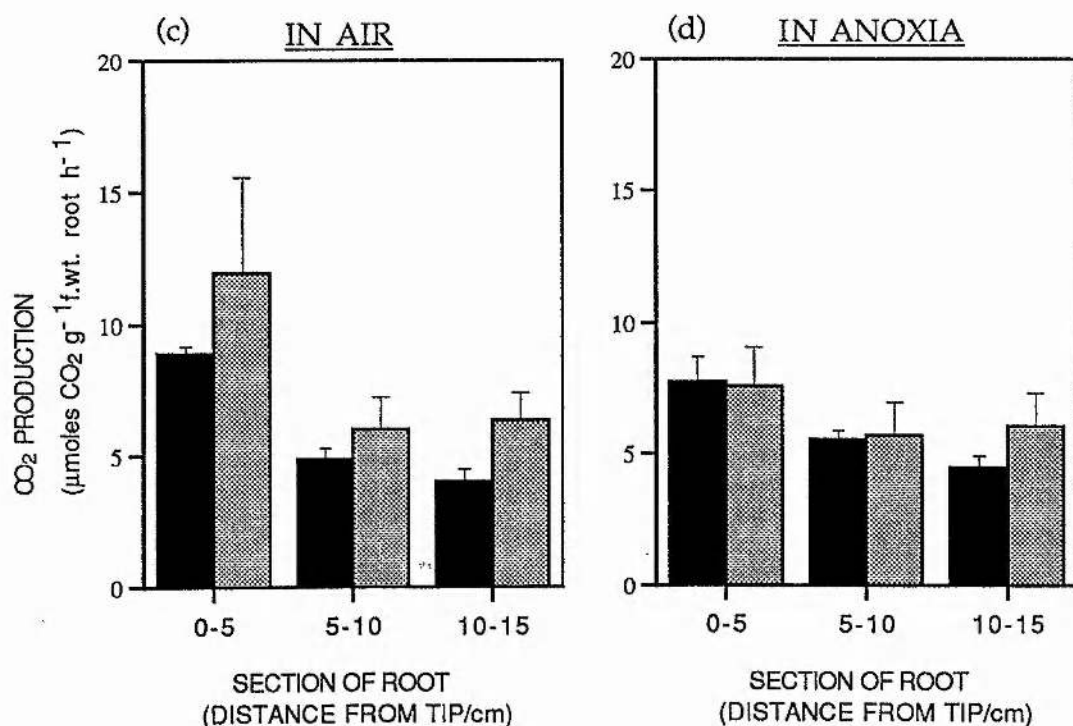 (c) IN AIR
20
15
10
5
0
CO₂ PRODUCTION
(μmoles CO₂ g⁻¹f.wt. root h⁻¹)
0-5 5-10 10-15
SECTION OF ROOT
(DISTANCE FROM TIP/cm)
(d) IN ANOXIA
20
15
10
5
0
0-5 5-10 10-15
SECTION OF ROOT
(DISTANCE FROM TIP/cm)